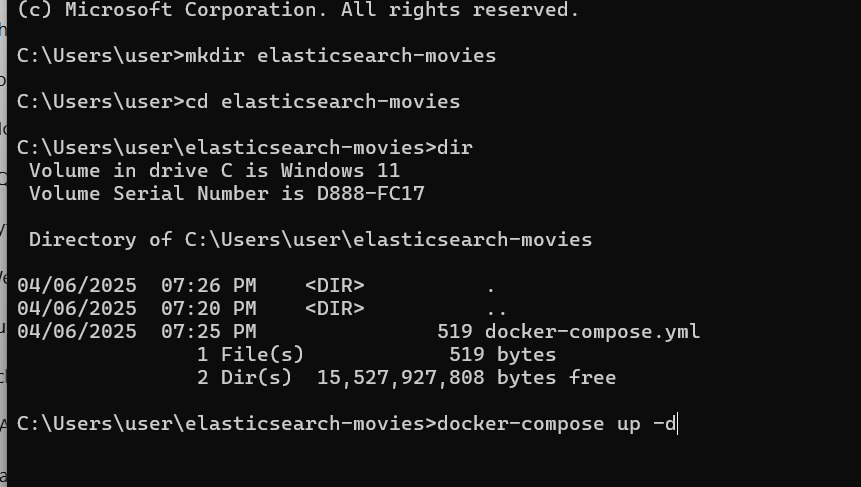 (c) Microsoft Corporation. All rights reserved.
C:\Users\user>mkdir elasticsearch-movies
C:\Users\user>cd elasticsearch-movies
C:\Users\user\elasticsearch-movies>dir
 Volume in drive C is Windows 11
 Volume Serial Number is D888-FC17
 Directory of C:\Users\user\elasticsearch-movies
04/06/2025  07:26 PM    <DIR>          .
04/06/2025  07:20 PM    <DIR>          ..
04/06/2025  07:25 PM               519 docker-compose.yml
               1 File(s)            519 bytes
               2 Dir(s)  15,527,927,808 bytes free
C:\Users\user\elasticsearch-movies>docker-compose up -d